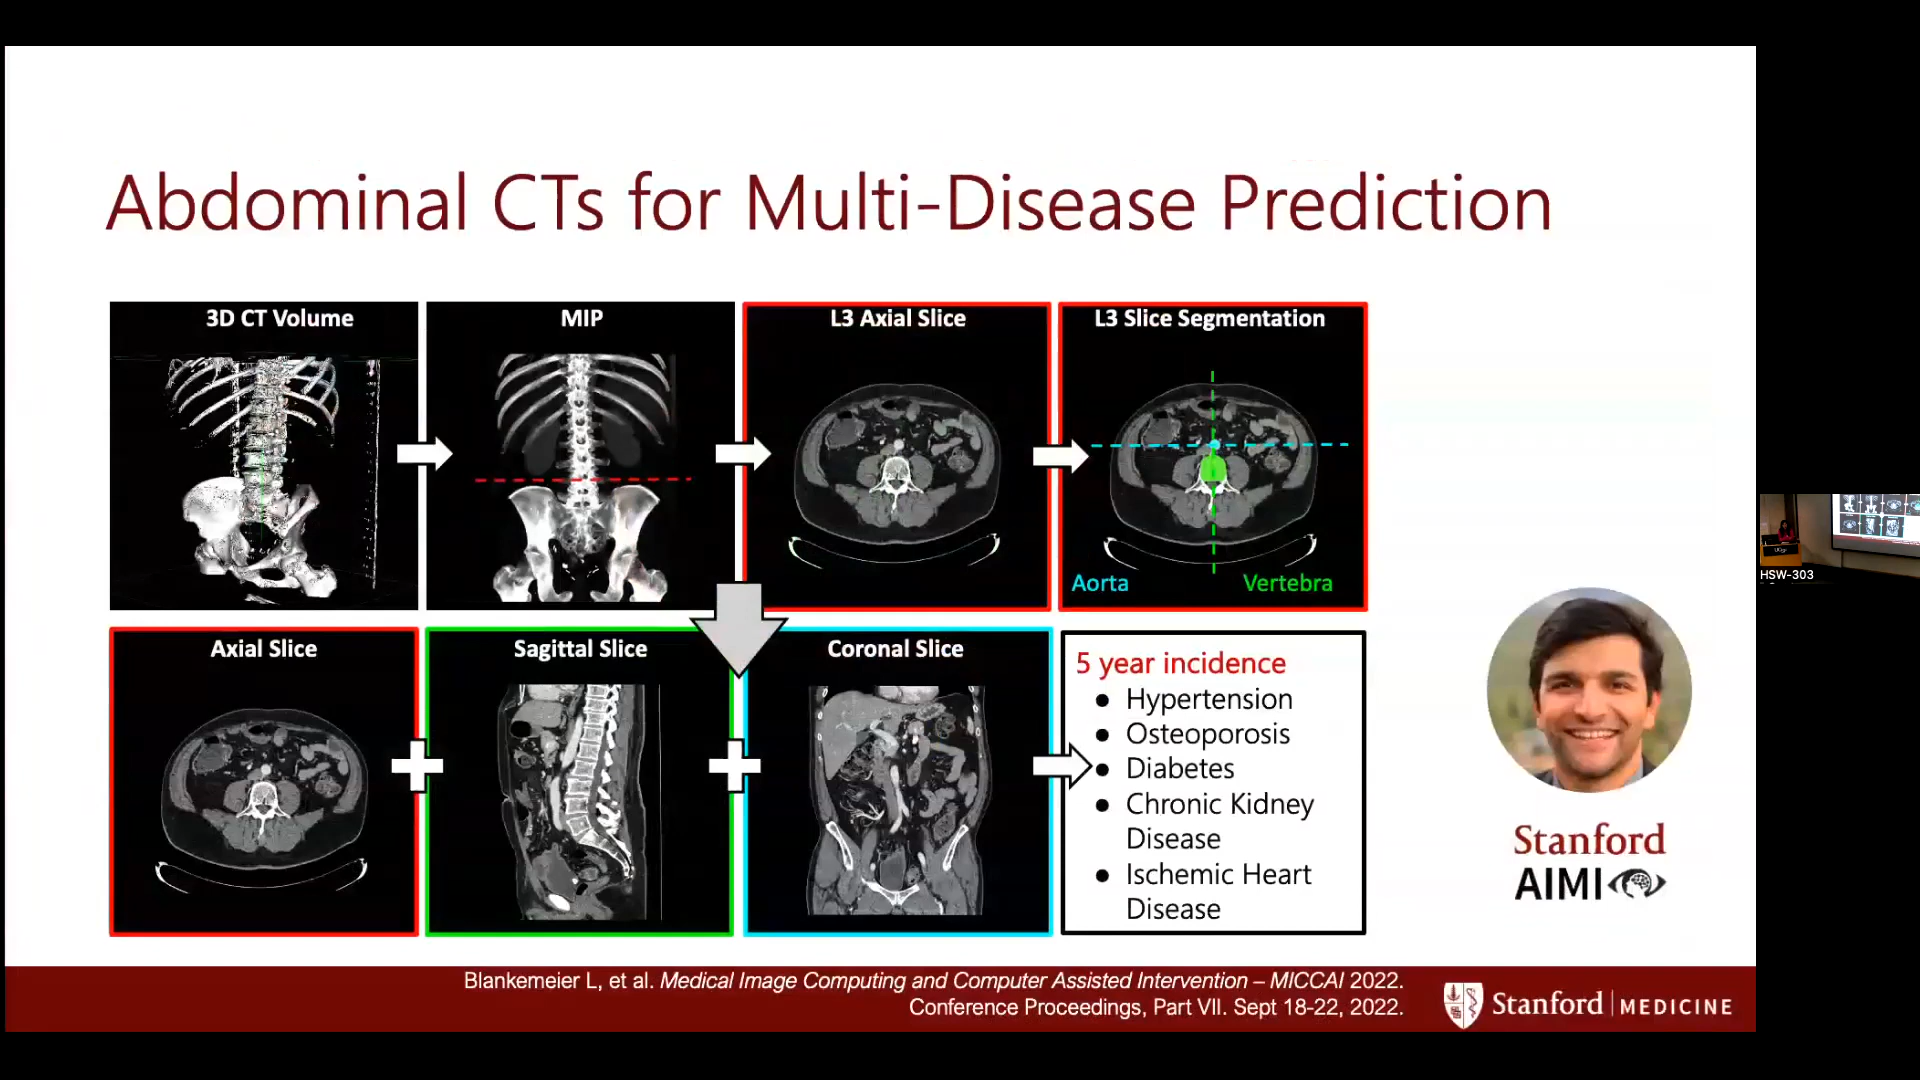 Abdominal CTs for Multi-Disease Prediction
3D CT Volume
MIP
L3 Axial Slice
L3 Slice Segmentation
Aorta
Vertebra
Axial Slice
Sagittal Slice
Coronal Slice
5 year incidence
● Hypertension
● Osteoporosis
● Diabetes
● Chronic Kidney
Disease
● Ischemic Heart
Disease
HSW-303
Stanford
AIMI
Blankemeier L, et al. Medical Image Computing and Computer Assisted Intervention – MICCAI 2022.
Conference Proceedings, Part VII. Sept 18-22, 2022.
Stanford | MEDICINE